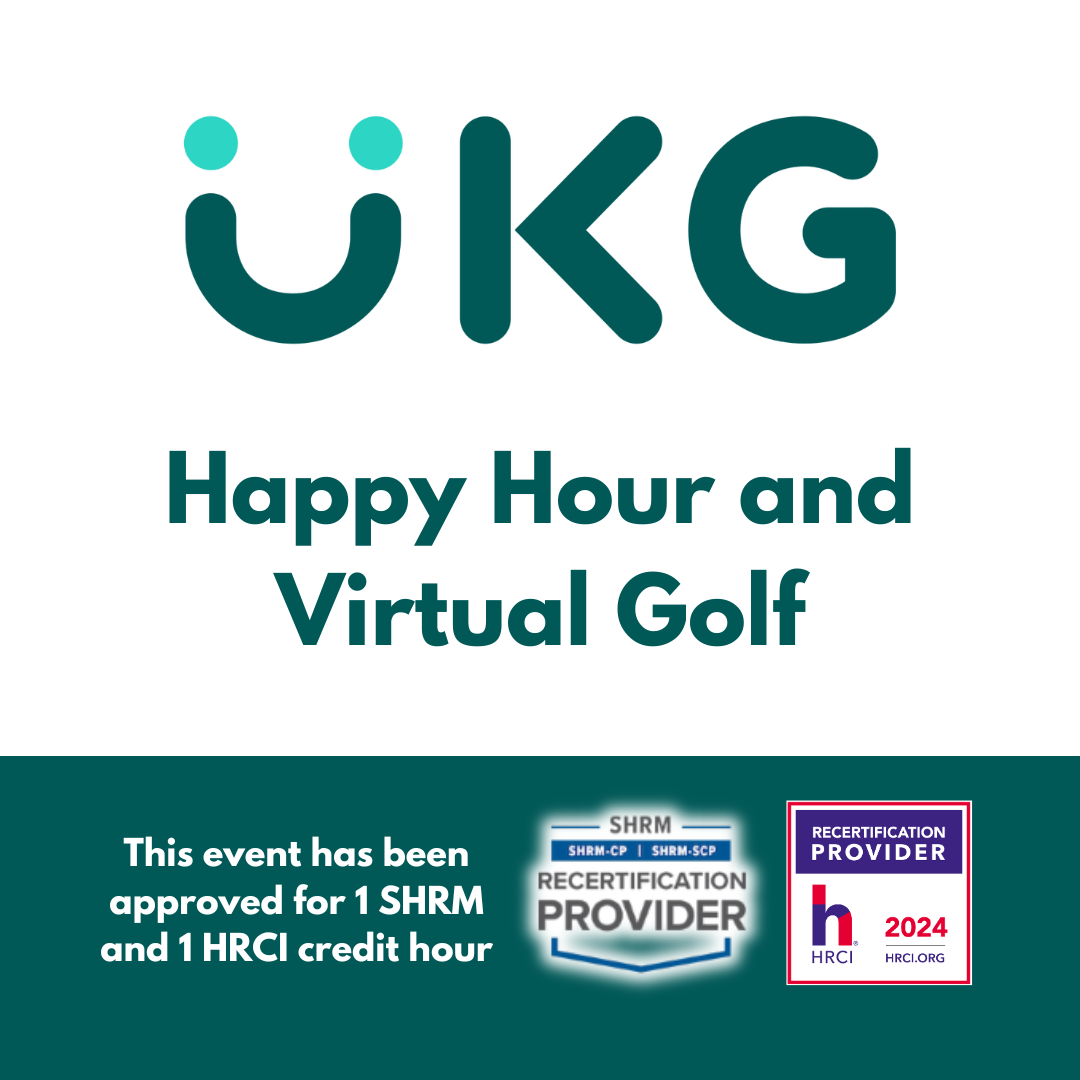 UKG
Happy Hour and
Virtual Golf
This event has been
approved for 1 SHRM
and 1 HRCI credit hour
SHRM
SHRM-CP | SHRM-SCP
RECERTIFICATION
PROVIDER
RECERTIFICATION
PROVIDER
h®
HRCI
2024
HRCI.ORG